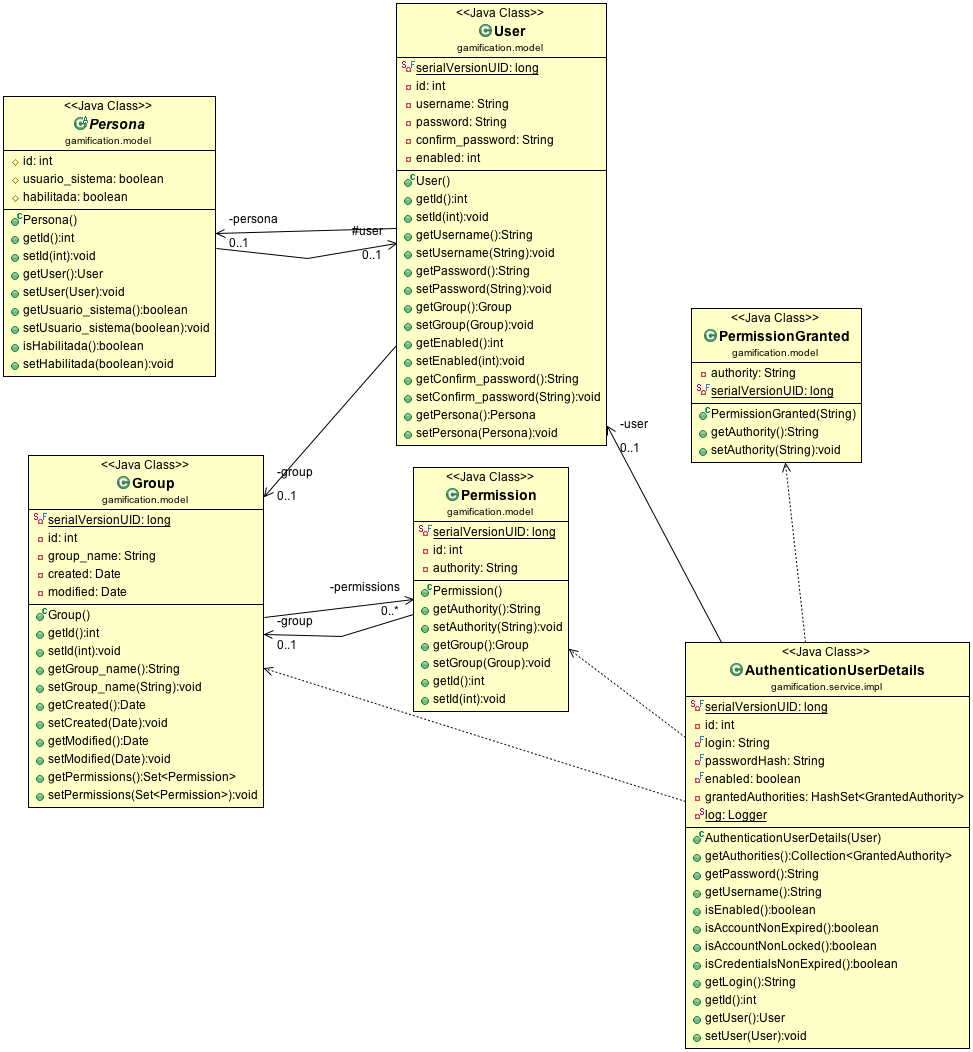 <<Java Class>>
User
gamification.model
serialVersionUID: long
id: int
username: String
password: String
confirm_password: String
enabled: int
User()
getId():int
setId(int):void
getUsername():String
setUsername(String):void
getPassword():String
setPassword(String):void
getGroup():Group
setGroup(Group):void
getEnabled():int
setEnabled(int):void
getConfirm_password():String
setConfirm_password(String):void
getPersona():Persona
setPersona(Persona):void
<<Java Class>>
Persona
gamification.model
id: int
usuario_sistema: boolean
habilitada: boolean
Persona()
getId():int
setId(int):void
getUser():User
setUser(User):void
getUsuario_sistema():boolean
setUsuario_sistema(boolean):void
isHabilitada():boolean
setHabilitada(boolean):void
-persona
0..1
#user
0..1
<<Java Class>>
PermissionGranted
gamification.model
authority: String
serialVersionUID: long
PermissionGranted(String)
getAuthority():String
setAuthority(String):void
-user
0..1
-group
0..1
<<Java Class>>
Group
gamification.model
serialVersionUID: long
id: int
group_name: String
created: Date
modified: Date
Group()
getId():int
setId(int):void
getGroup_name():String
setGroup_name(String):void
getCreated():Date
setCreated(Date):void
getModified():Date
setModified(Date):void
getPermissions():Set<Permission>
setPermissions(Set<Permission>):void
-permissions
0..*
-group
0..1
<<Java Class>>
Permission
gamification.model
serialVersionUID: long
id: int
authority: String
Permission()
getAuthority():String
setAuthority(String):void
getGroup():Group
setGroup(Group):void
getId():int
setId(int):void
<<Java Class>>
AuthenticationUserDetails
gamification.service.impl
serialVersionUID: long
id: int
login: String
passwordHash: String
enabled: boolean
grantedAuthorities: HashSet<GrantedAuthority>
log: Logger
AuthenticationUserDetails(User)
getAuthorities():Collection<GrantedAuthority>
getPassword():String
getUsername():String
isEnabled():boolean
isAccountNonExpired():boolean
isAccountNonLocked():boolean
isCredentialsNonExpired():boolean
getLogin():String
getId():int
getUser():User
setUser(User):void